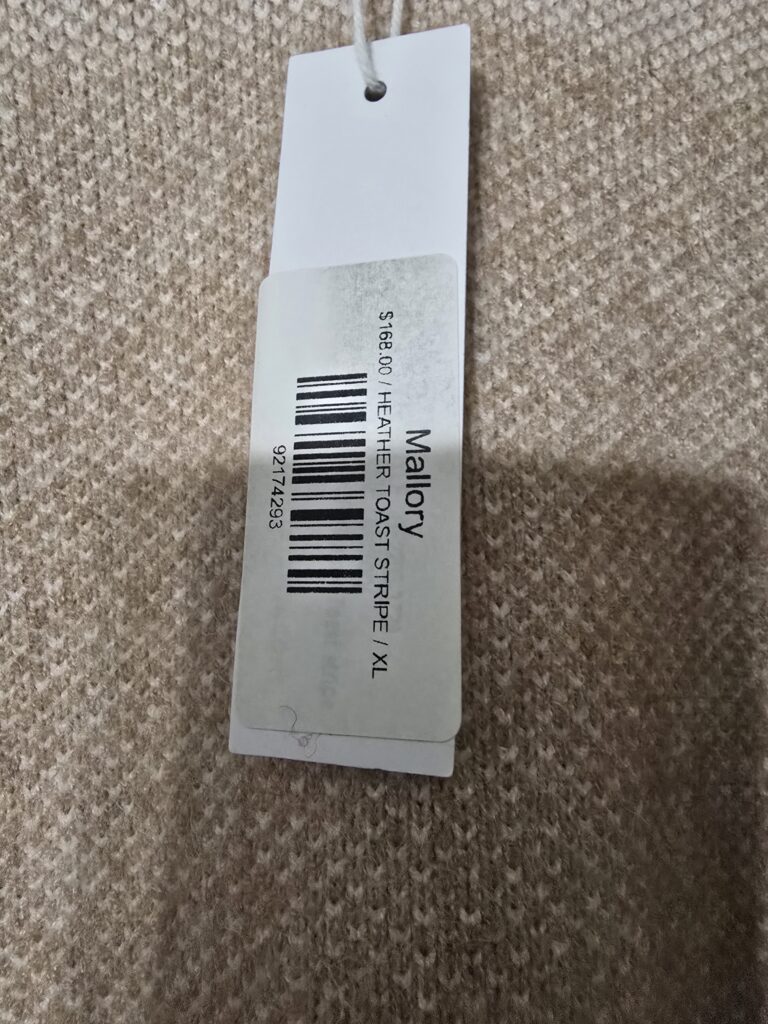 Mallory
$168.00 / HEATHER TOAST STRIPE / XL
92174293